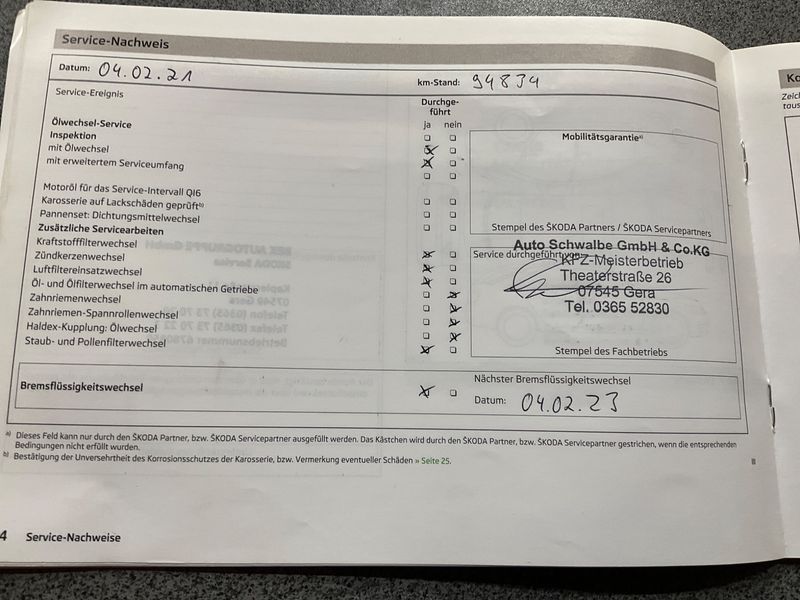 Service-Nachweis
Datum: 04.02.21
km-Stand: 94834
Service-Ereignis
Durchge-
führt
ja nein
Ölwechsel-Service
Inspektion
mit Ölwechsel
mit erweitertem Serviceumfang
Motoröl für das Service-Intervall QI6
Karosserie auf Lackschäden geprüft b)
Pannenset: Dichtungsmittelwechsel
Zusätzliche Servicearbeiten
Kraftstofffilterwechsel
Zündkerzenwechsel
Luftfiltereinsatzwechsel
Öl- und Ölfilterwechsel im automatischen Getriebe
Zahnriemenwechsel
Zahnriemen-Spannrollenwechsel
Haldex-Kupplung: Ölwechsel
Staub- und Pollenfilterwechsel
Mobilitätsgarantie a)
Stempel des ŠKODA Partners / ŠKODA Servicepartners
Service durchgeführt
Auto Schwalbe GmbH & Co.KG
KFZ-Meisterbetrieb
Theaterstraße 26
07545 Gera
Tel. 0365 52830
Stempel des Fachbetriebs
Bremsflüssigkeitswechsel
Nächster Bremsflüssigkeitswechsel
Datum: 04.02.23
a) Dieses Feld kann nur durch den ŠKODA Partner, bzw. ŠKODA Servicepartner ausgefüllt werden. Das Kästchen wird durch den ŠKODA Partner, bzw. ŠKODA Servicepartner gestrichen, wenn die entsprechenden
Bedingungen nicht erfüllt wurden.
b) Bestätigung der Unversehrtheit des Korrosionsschutzes der Karosserie, bzw. Vermerkung eventueller Schäden » Seite 25.
4 Service-Nachweise